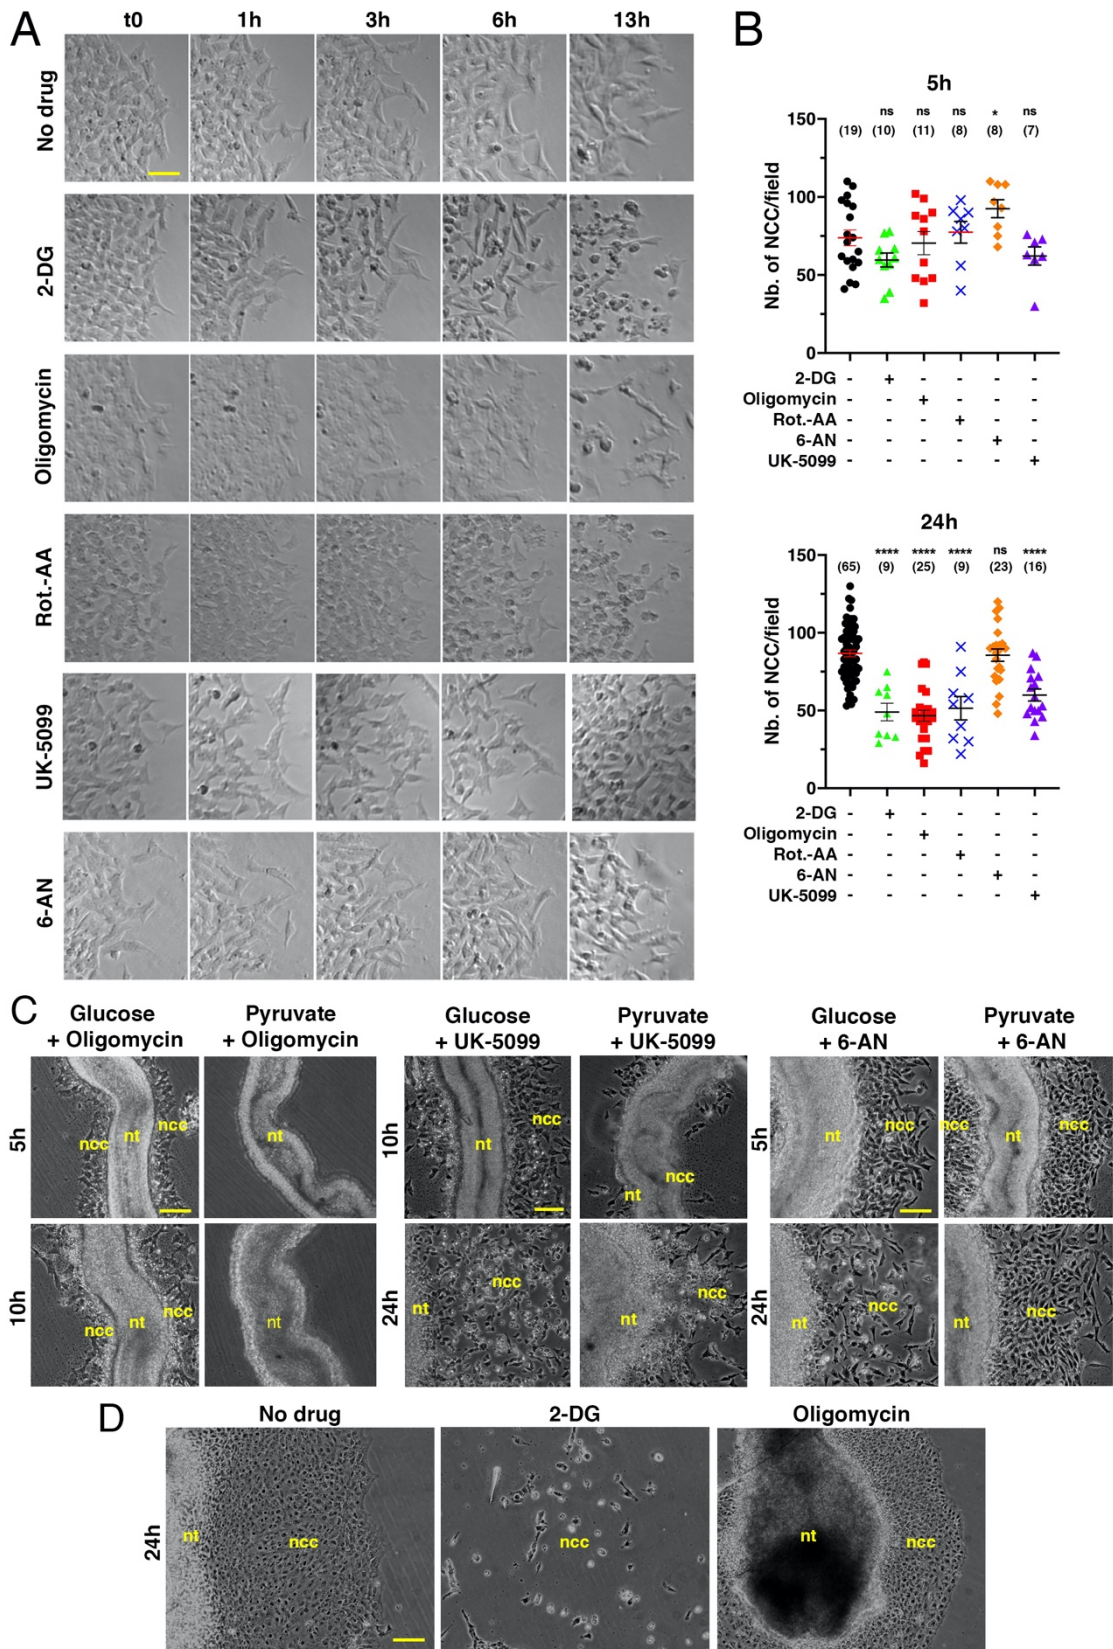 A
t0 1h 3h 6h 13h
No drug
2-DG
Oligomycin
Rot.-AA
UK-5099
6-AN
B
5h
ns ns ns * ns
(19) (10) (11) (8) (8) (7)
150
100
50
0
Nb. of NCC/field
2-DG - + - - - -
Oligomycin - - + - - -
Rot.-AA - - - + - -
6-AN - - - - + -
UK-5099 - - - - - +
24h
**** **** **** ns ****
(65) (9) (25) (9) (23) (16)
150
100
50
0
Nb. of NCC/field
2-DG - + - - - -
Oligomycin - - + - - -
Rot.-AA - - - + - -
6-AN - - - - + -
UK-5099 - - - - - +
C
Glucose
+ Oligomycin
Pyruvate
+ Oligomycin
5h
ncc nt ncc
nt
10h
ncc nt ncc
nt
Glucose
+ UK-5099
Pyruvate
+ UK-5099
10h
nt ncc
nt ncc
24h
nt ncc
nt ncc
Glucose
+ 6-AN
Pyruvate
+ 6-AN
5h
nt ncc
ncc nt ncc
24h
nt ncc
nt ncc
D
No drug 2-DG Oligomycin
24h
nt ncc
ncc
nt ncc